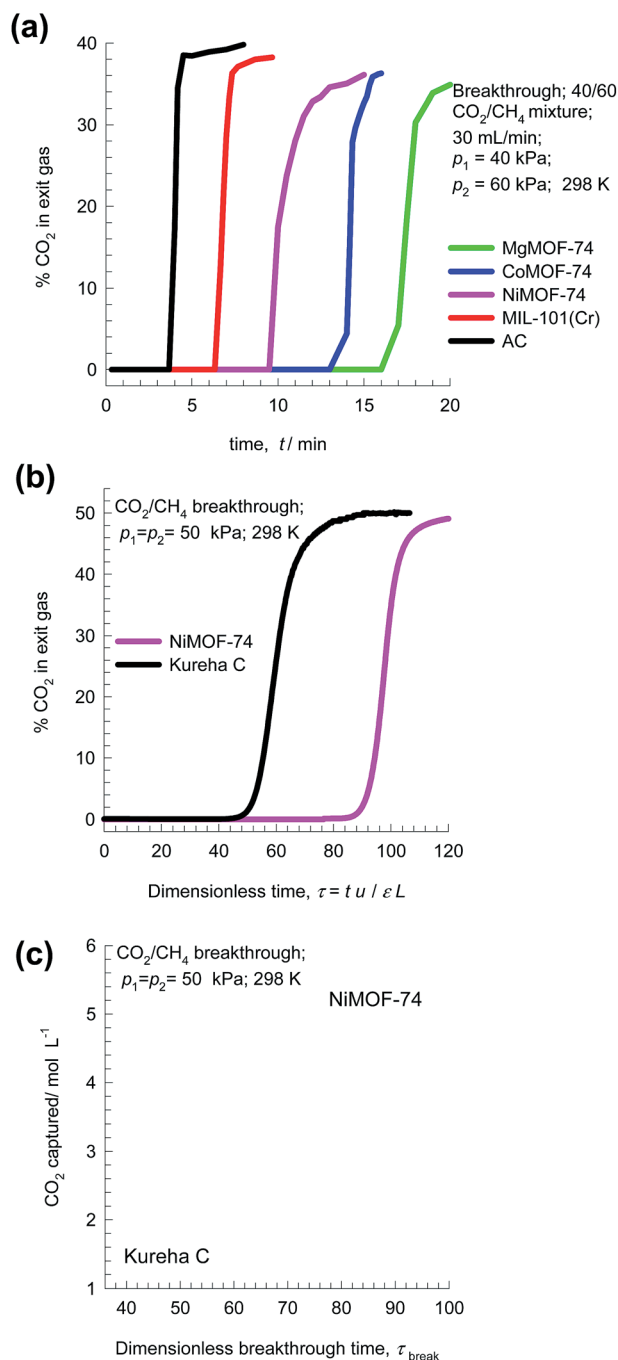 (a)
40
30
20
10
0
% CO₂ in exit gas
Breakthrough; 40/60
CO₂/CH₄ mixture;
30 mL/min;
p₁ = 40 kPa;
p₂ = 60 kPa; 298 K
MgMOF-74
CoMOF-74
NiMOF-74
MIL-101(Cr)
AC
5 10 15 20
time, t / min
(b)
50
40
30
20
10
0
% CO₂ in exit gas
CO₂/CH₄ breakthrough;
p₁=p₂= 50 kPa; 298 K
NiMOF-74
Kureha C
0 20 40 60 80 100 120
Dimensionless time, τ = t u / ε L
(c)
6
5
4
3
2
1
CO₂ captured/ mol L⁻¹
CO₂/CH₄ breakthrough;
p₁=p₂= 50 kPa; 298 K
NiMOF-74
Kureha C
40 50 60 70 80 90 100
Dimensionless breakthrough time, τ break